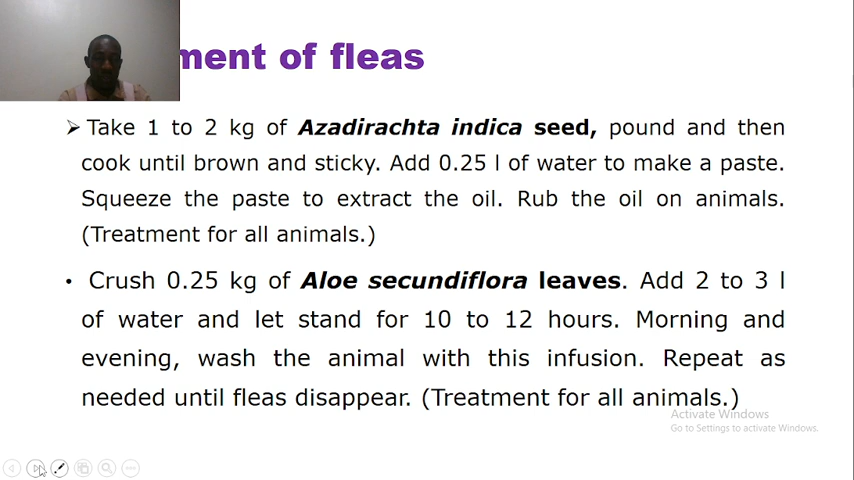 ment of fleas
➢ Take 1 to 2 kg of Azadirachta indica seed, pound and then
cook until brown and sticky. Add 0.25 l of water to make a paste.
Squeeze the paste to extract the oil. Rub the oil on animals.
(Treatment for all animals.)
• Crush 0.25 kg of Aloe secundiflora leaves. Add 2 to 3 l
of water and let stand for 10 to 12 hours. Morning and
evening, wash the animal with this infusion. Repeat as
needed until fleas disappear. (Treatment for all animals.)
Activate Windows
Go to Settings to activate Windows.